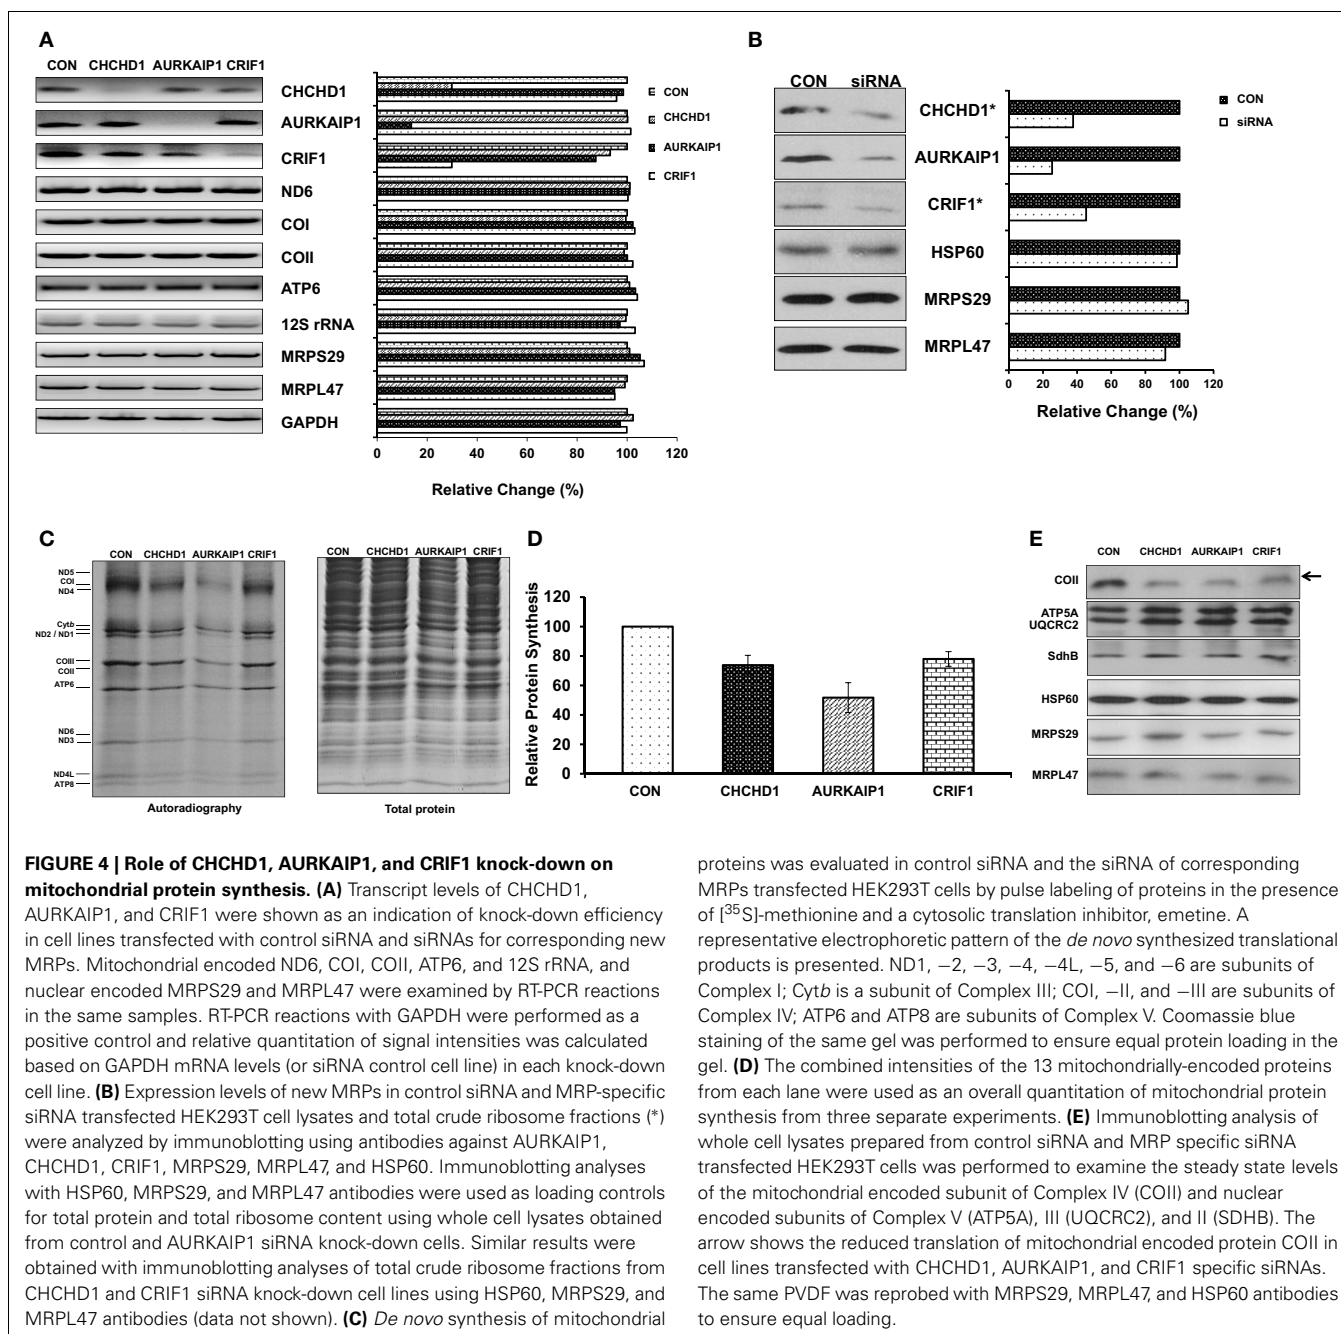 A
CON CHCHD1 AURKAIP1 CRIF1
CHCHD1
AURKAIP1
CRIF1
ND6
COI
COII
ATP6
12S rRNA
MRPS29
MRPL47
GAPDH
CON
CHCHD1
AURKAIP1
CRIF1
0 20 40 60 80 100 120
Relative Change (%)
B
CON siRNA
CHCHD1*
AURKAIP1
CRIF1*
HSP60
MRPS29
MRPL47
CON
siRNA
0 20 40 60 80 100 120
Relative Change (%)
C
CON CHCHD1 AURKAIP1 CRIF1
ND5
COI
ND4
Cytb
ND2 / ND1
COIII
COII
ATP6
ND6
ND3
ND4L
ATP8
Autoradiography
CON CHCHD1 AURKAIP1 CRIF1
Total protein
D
Relative Protein Synthesis
120
100
80
60
40
20
0
CON CHCHD1 AURKAIP1 CRIF1
E
CON CHCHD1 AURKAIP1 CRIF1
COII
ATP5A
UQCRC2
SdhB
HSP60
MRPS29
MRPL47
FIGURE 4 | Role of CHCHD1, AURKAIP1, and CRIF1 knock-down on
mitochondrial protein synthesis. (A) Transcript levels of CHCHD1,
AURKAIP1, and CRIF1 were shown as an indication of knock-down efficiency
in cell lines transfected with control siRNA and siRNAs for corresponding new
MRPs. Mitochondrial encoded ND6, COI, COII, ATP6, and 12S rRNA, and
nuclear encoded MRPS29 and MRPL47 were examined by RT-PCR reactions
in the same samples. RT-PCR reactions with GAPDH were performed as a
positive control and relative quantitation of signal intensities was calculated
based on GAPDH mRNA levels (or siRNA control cell line) in each knock-down
cell line. (B) Expression levels of new MRPs in control siRNA and MRP-specific
siRNA transfected HEK293T cell lysates and total crude ribosome fractions (*)
were analyzed by immunoblotting using antibodies against AURKAIP1,
CHCHD1, CRIF1, MRPS29, MRPL47, and HSP60. Immunoblotting analyses
with HSP60, MRPS29, and MRPL47 antibodies were used as loading controls
for total protein and total ribosome content using whole cell lysates obtained
from control and AURKAIP1 siRNA knock-down cells. Similar results were
obtained with immunoblotting analyses of total crude ribosome fractions from
CHCHD1 and CRIF1 siRNA knock-down cell lines using HSP60, MRPS29, and
MRPL47 antibodies (data not shown). (C) De novo synthesis of mitochondrial
proteins was evaluated in control siRNA and the siRNA of corresponding
MRPs transfected HEK293T cells by pulse labeling of proteins in the presence
of [³⁵S]-methionine and a cytosolic translation inhibitor, emetine. A
representative electrophoretic pattern of the de novo synthesized translational
products is presented. ND1, −2, −3, −4, −4L, −5, and −6 are subunits of
Complex I; Cytb is a subunit of Complex III; COI, −II, and −III are subunits of
Complex IV; ATP6 and ATP8 are subunits of Complex V. Coomassie blue
staining of the same gel was performed to ensure equal protein loading in the
gel. (D) The combined intensities of the 13 mitochondrially-encoded proteins
from each lane were used as an overall quantitation of mitochondrial protein
synthesis from three separate experiments. (E) Immunoblotting analysis of
whole cell lysates prepared from control siRNA and MRP specific siRNA
transfected HEK293T cells was performed to examine the steady state levels
of the mitochondrial encoded subunit of Complex IV (COII) and nuclear
encoded subunits of Complex V (ATP5A), III (UQCRC2), and II (SDHB). The
arrow shows the reduced translation of mitochondrial encoded protein COII in
cell lines transfected with CHCHD1, AURKAIP1, and CRIF1 specific siRNAs.
The same PVDF was reprobed with MRPS29, MRPL47, and HSP60 antibodies
to ensure equal loading.